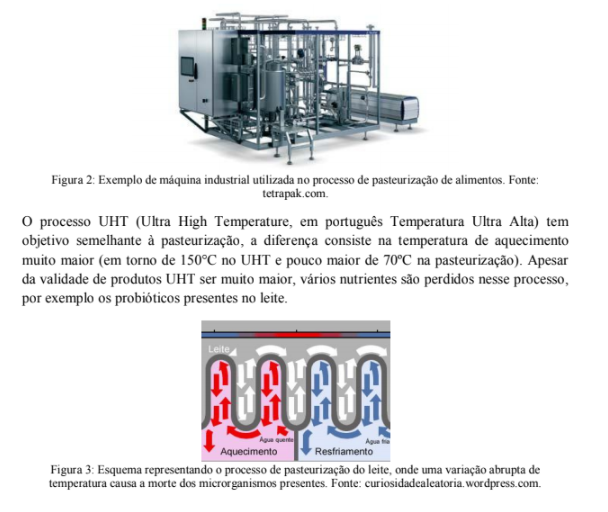 Figura 2: Exemplo de máquina industrial utilizada no processo de pasteurização de alimentos. Fonte:
tetrapak.com.
O processo UHT (Ultra High Temperature, em português Temperatura Ultra Alta) tem
objetivo semelhante à pasteurização, a diferença consiste na temperatura de aquecimento
muito maior (em torno de 150°C no UHT e pouco maior de 70ºC na pasteurização). Apesar
da validade de produtos UHT ser muito maior, vários nutrientes são perdidos nesse processo,
por exemplo os probióticos presentes no leite.
Leite
Água quente
Água fria
Aquecimento
Resfriamento
Figura 3: Esquema representando o processo de pasteurização do leite, onde uma variação abrupta de
temperatura causa a morte dos microrganismos presentes. Fonte: curiosidadealeatoria.wordpress.com.